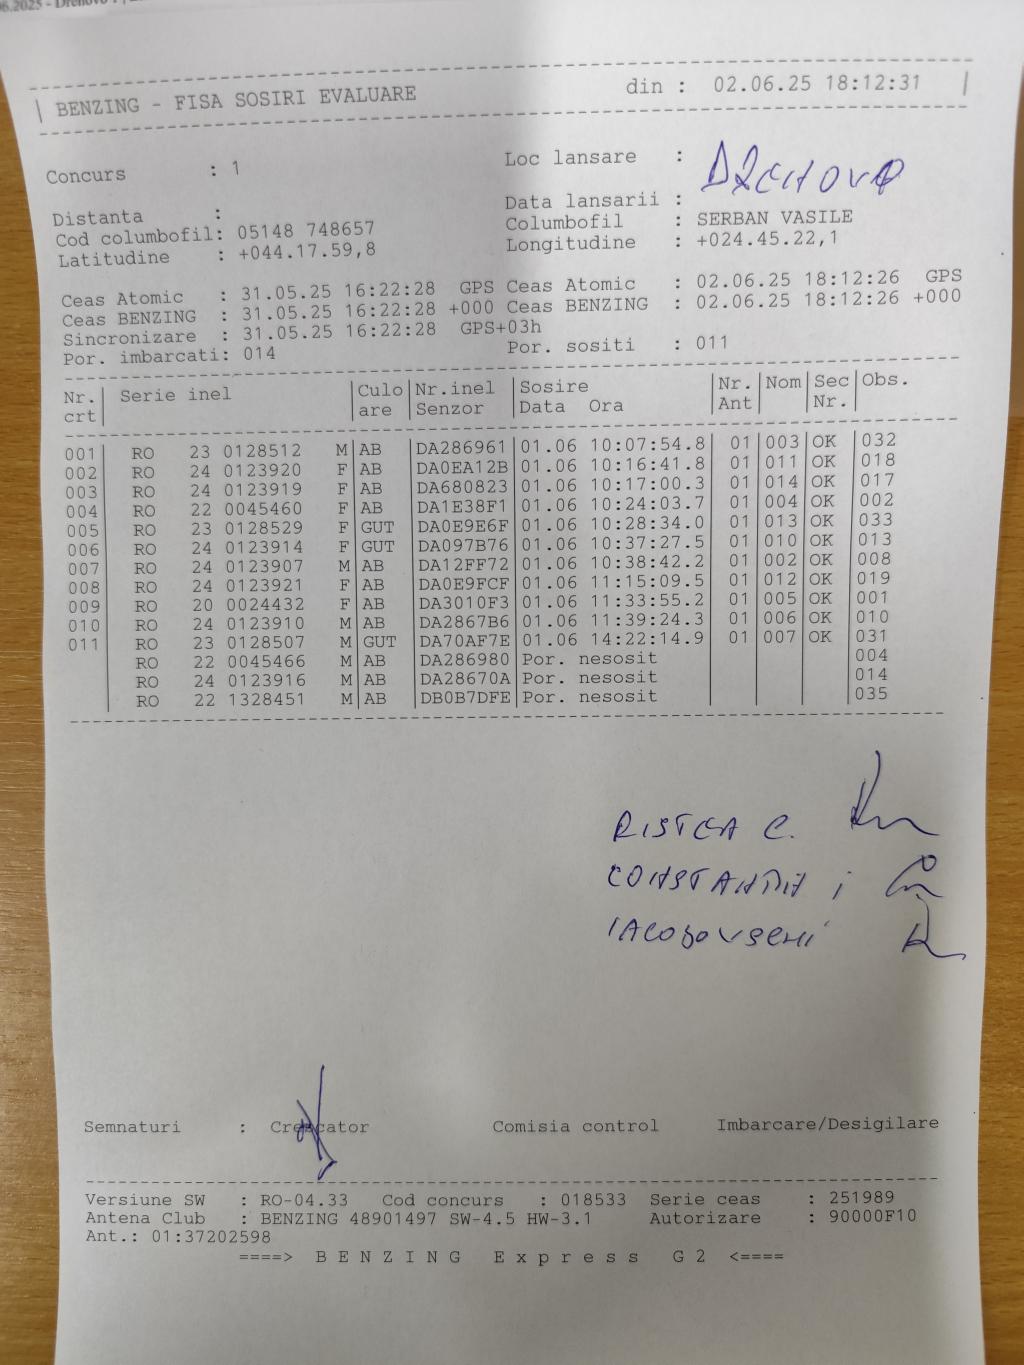 06.2025 - Drenovo
BENZING - FISA SOSIRI EVALUARE din : 02.06.25 18:12:31
Concurs : 1 Loc lansare : DRENOVO
Distanta : Data lansarii :
Cod columbofil: 05148 748657 Columbofil : SERBAN VASILE
Latitudine : +044.17.59,8 Longitudine : +024.45.22,1
Ceas Atomic : 31.05.25 16:22:28 GPS Ceas Atomic : 02.06.25 18:12:26 GPS
Ceas BENZING : 31.05.25 16:22:28 +000 Ceas BENZING : 02.06.25 18:12:26 +000
Sincronizare : 31.05.25 16:22:28 GPS+03h
Por. imbarcati: 014 Por. sositi : 011
Nr. Serie inel Culo Nr.inel Sosire Nr. Nom Sec Obs.
crt are Senzor Data Ora Ant Nr.
001 RO 23 0128512 M AB DA286961 01.06 10:07:54.8 01 003 OK 032
002 RO 24 0123920 F AB DA0EA12B 01.06 10:16:41.8 01 011 OK 018
003 RO 24 0123919 F AB DA680823 01.06 10:17:00.3 01 014 OK 017
004 RO 22 0045460 F AB DA1E38F1 01.06 10:24:03.7 01 004 OK 002
005 RO 23 0128529 F GUT DA0E9E6F 01.06 10:28:34.0 01 013 OK 033
006 RO 24 0123914 F GUT DA097B76 01.06 10:37:27.5 01 010 OK 013
007 RO 24 0123907 M AB DA12FF72 01.06 10:38:42.2 01 002 OK 008
008 RO 24 0123921 F AB DA0E9FCF 01.06 11:15:09.5 01 012 OK 019
009 RO 20 0024432 F AB DA3010F3 01.06 11:33:55.2 01 005 OK 001
010 RO 24 0123910 M AB DA2867B6 01.06 11:39:24.3 01 006 OK 010
011 RO 23 0128507 M GUT DA70AF7E 01.06 14:22:14.9 01 007 OK 031
RO 22 0045466 M AB DA286980 Por. nesosit 004
RO 24 0123916 M AB DA28670A Por. nesosit 014
RO 22 1328451 M AB DB0B7DFE Por. nesosit 035
RISTEA C.
CONSTANTIN i
IACOBOVSCHI
Semnaturi : Crescator Comisia control Imbarcare/Desigilare
Versiune SW : RO-04.33 Cod concurs : 018533 Serie ceas : 251989
Antena Club : BENZING 48901497 SW-4.5 HW-3.1 Autorizare : 90000F10
Ant.: 01:37202598
====> B E N Z I N G E x p r e s s G 2 <====